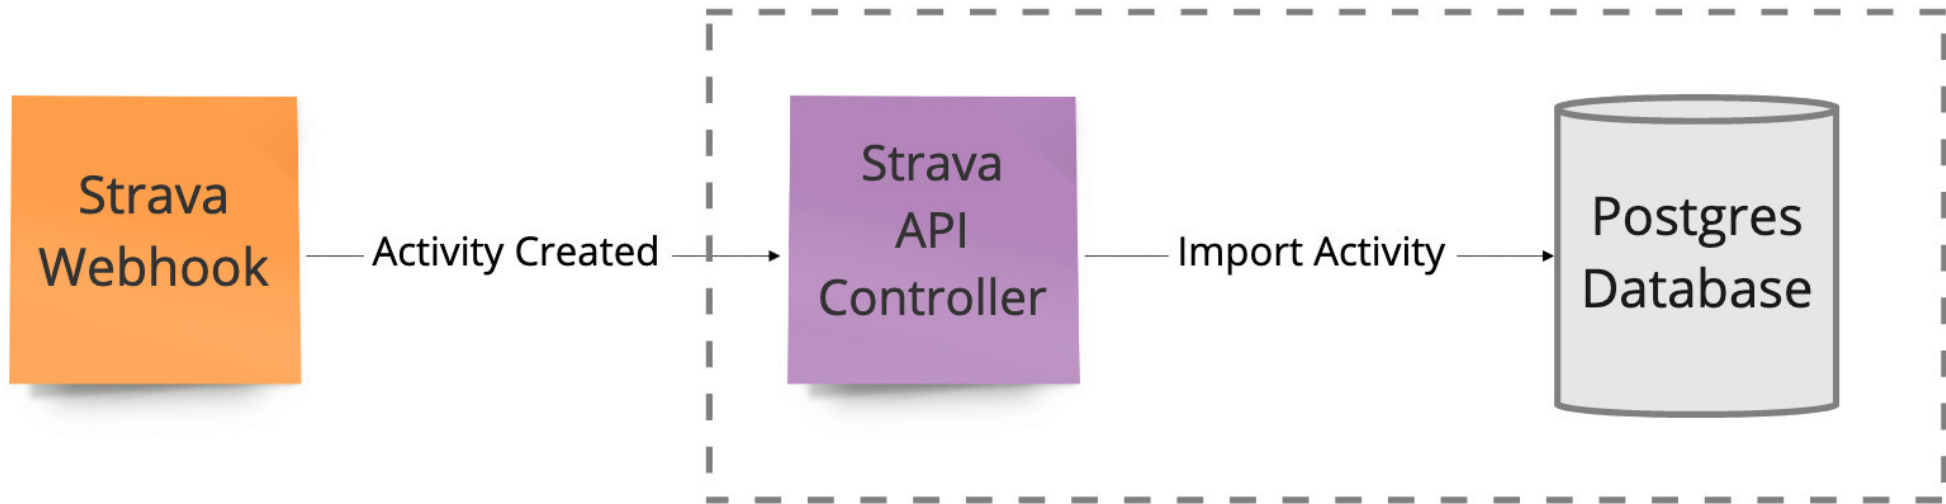 Strava
Webhook
Activity Created
Strava
API
Controller
Import Activity
Postgres
Database